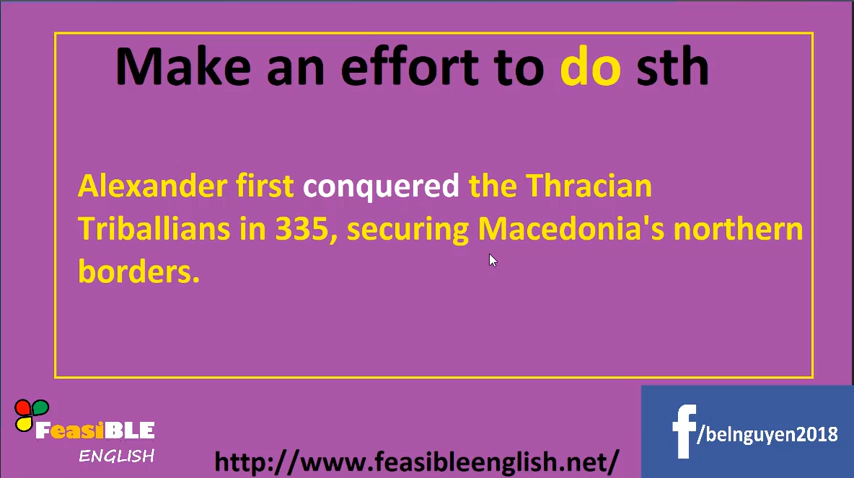 Make an effort to do sth
Alexander first conquered the Thracian
Triballians in 335, securing Macedonia's northern
borders.
FeasiBLE
ENGLISH
http://www.feasibleenglish.net/
f/belnguyen2018